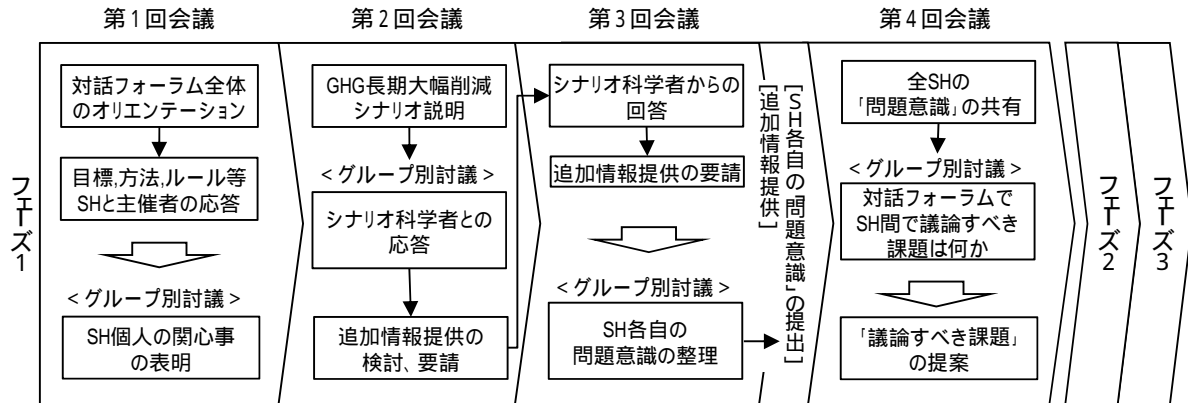 第1回会議
第2回会議
第3回会議
第4回会議
フェーズ1
対話フォーラム全体
のオリエンテーション
目標,方法,ルール等
SHと主催者の応答
<グループ別討議>
SH個人の関心事
の表明
GHG長期大幅削減
シナリオ説明
<グループ別討議>
シナリオ科学者との
応答
追加情報提供の
検討、要請
シナリオ科学者からの
回答
追加情報提供の要請
<グループ別討議>
SH各自の
問題意識の整理
[SH各自の「問題意識」の提出]
[追加情報提供]
全SHの
「問題意識」の共有
<グループ別討議>
対話フォーラムで
SH間で議論すべき
課題は何か
「議論すべき課題」
の提案
フェーズ2
フェーズ3